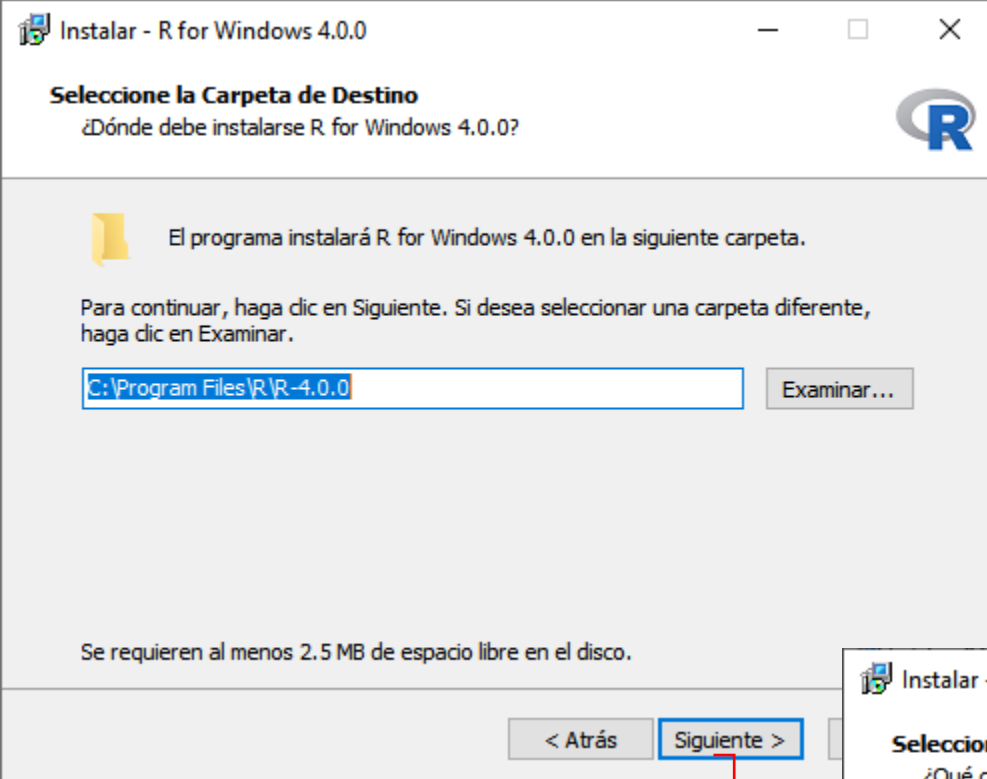 Instalar - R for Windows 4.0.0
Seleccione la Carpeta de Destino
¿Dónde debe instalarse R for Windows 4.0.0?
R
El programa instalará R for Windows 4.0.0 en la siguiente carpeta.
Para continuar, haga clic en Siguiente. Si desea seleccionar una carpeta diferente,
haga clic en Examinar.
C:\Program Files\R\R-4.0.0
Examinar...
Se requieren al menos 2.5 MB de espacio libre en el disco.
< Atrás
Siguiente >
Instalar -
¿Qué